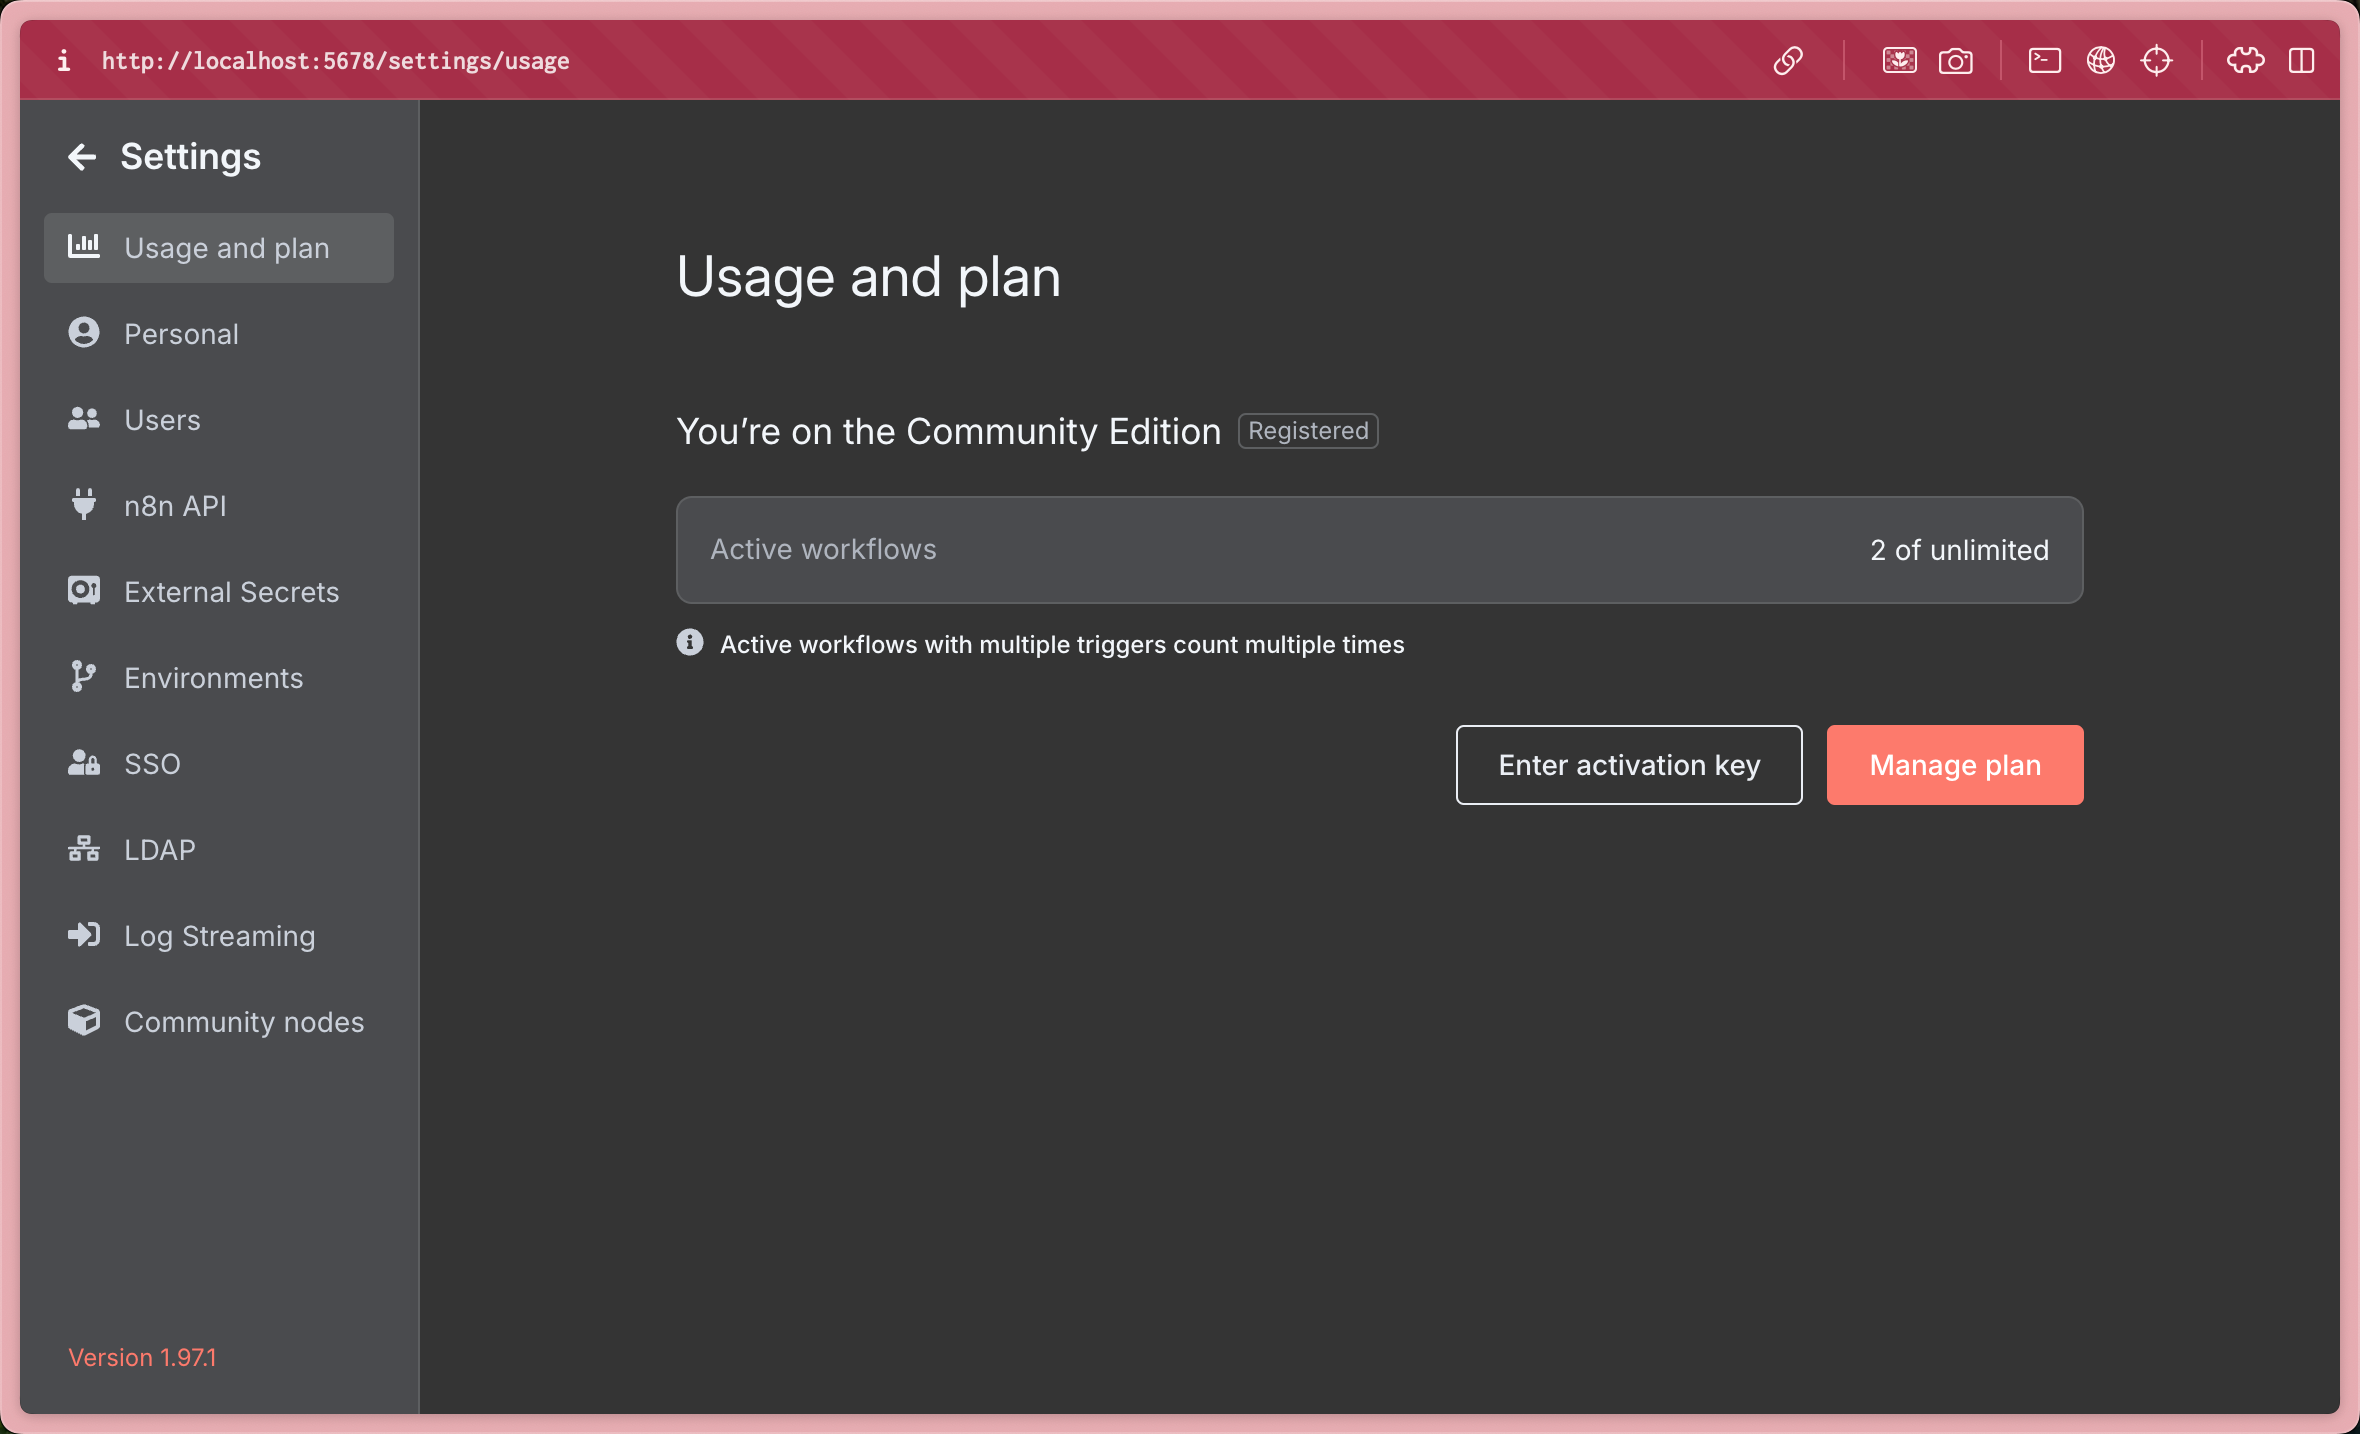 http://localhost:5678/settings/usage
Settings
Usage and plan
Personal
Users
n8n API
External Secrets
Environments
SSO
LDAP
Log Streaming
Community nodes
Version 1.97.1
Usage and plan
You’re on the Community Edition Registered
Active workflows 2 of unlimited
Active workflows with multiple triggers count multiple times
Enter activation key Manage plan